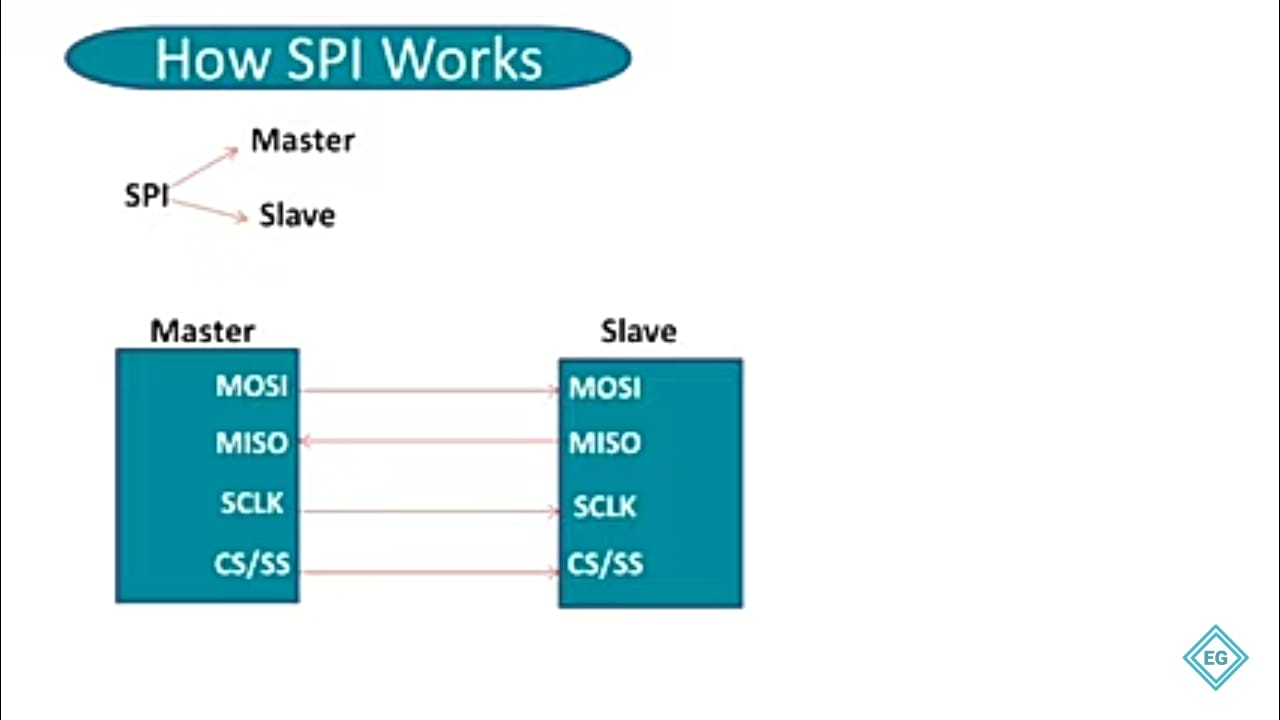 How SPI Works
Master
SPI
Slave
Master
Slave
MOSI
MOSI
MISO
MISO
SCLK
SCLK
CS/SS
CS/SS
EG